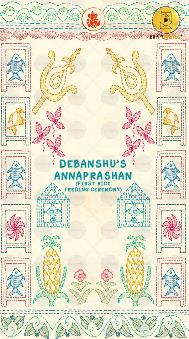 DEBANSHU'S
ANNAPRASHAN
(FIRST RICE
FEEDING CEREMONY)